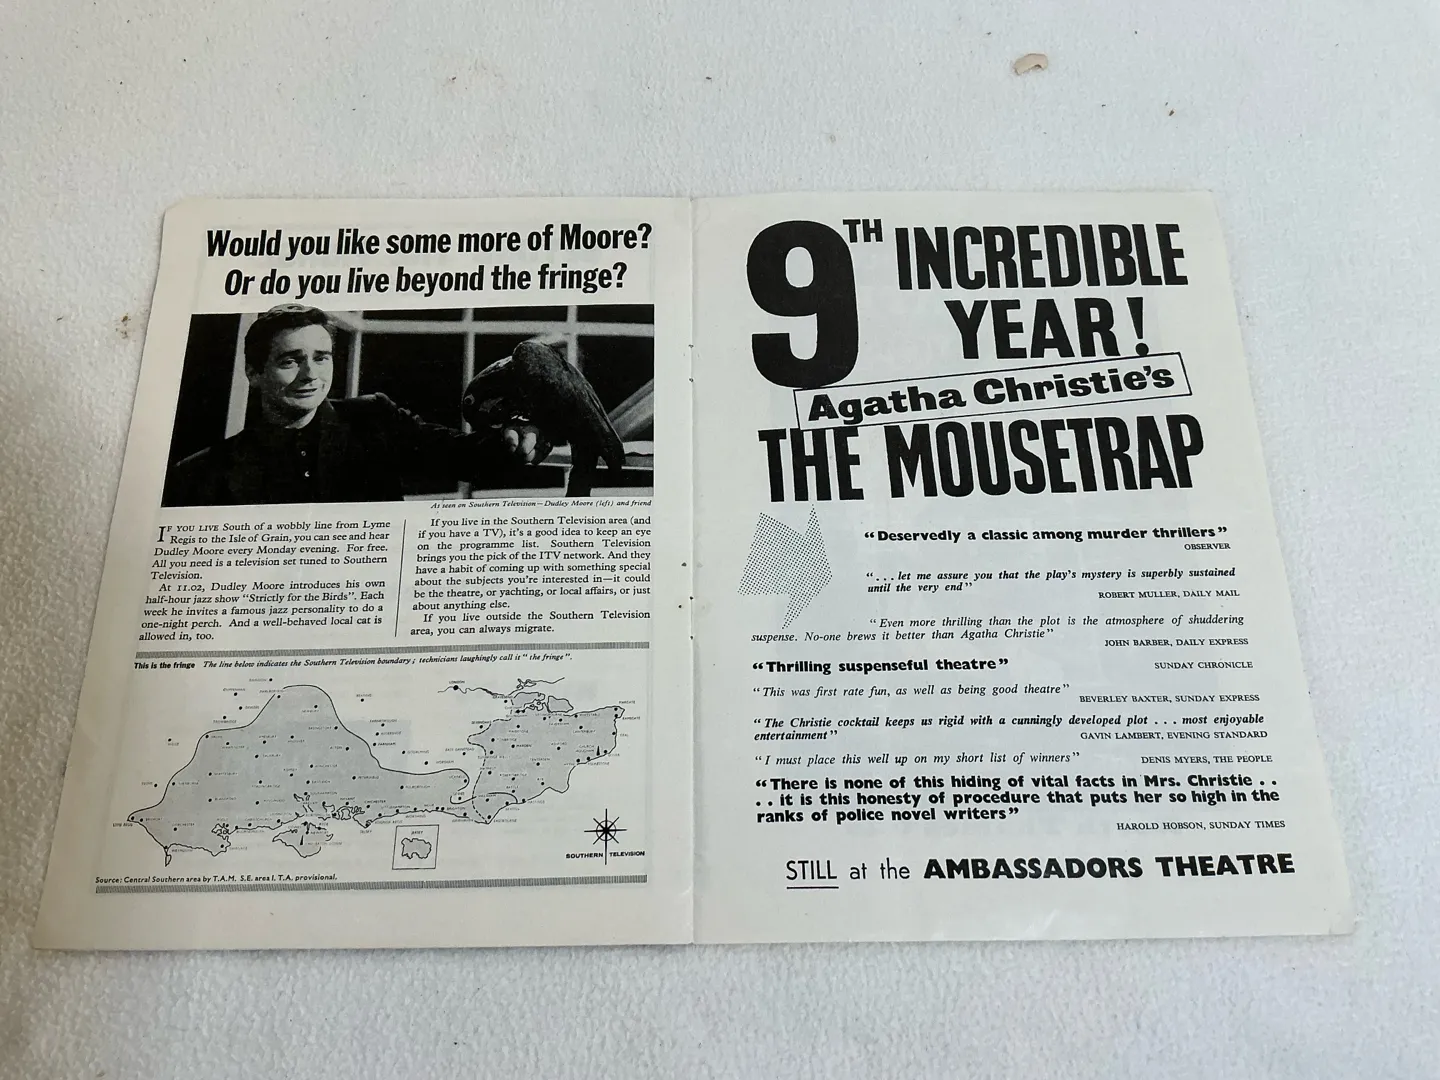 Would you like some more of Moore?
Or do you live beyond the fringe?
As seen on Southern Television—Dudley Moore (left) and friend
IF YOU LIVE South of a wobbly line from Lyme
Regis to the Isle of Grain, you can see and hear
Dudley Moore every Monday evening. For free.
All you need is a television set tuned to Southern
Television.
At 11.02, Dudley Moore introduces his own
half-hour jazz show "Strictly for the Birds". Each
week he invites a famous jazz personality to do a
one-night perch. And a well-behaved local cat is
allowed in, too.
If you live in the Southern Television area (and
if you have a TV), it's a good idea to keep an eye
on the programme list. Southern Television
brings you the pick of the ITV network. And they
have a habit of coming up with something special
about the subjects you're interested in—it could
be the theatre, or yachting, or local affairs, or just
about anything else.
If you live outside the Southern Television
area, you can always migrate.
This is the fringe The line below indicates the Southern Television boundary; technicians laughingly call it "the fringe".
LONDON
SOUTHERN TELEVISION
Source: Central Southern area by T.A.M. S.E. area I.T.A. provisional.
9TH INCREDIBLE
YEAR!
Agatha Christie's
THE MOUSETRAP
"Deservedly a classic among murder thrillers"
OBSERVER
"... let me assure you that the play's mystery is superbly sustained
until the very end"
ROBERT MULLER, DAILY MAIL
"Even more thrilling than the plot is the atmosphere of shuddering
suspense. No-one brews it better than Agatha Christie"
JOHN BARBER, DAILY EXPRESS
"Thrilling suspenseful theatre" SUNDAY CHRONICLE
"This was first rate fun, as well as being good theatre"
BEVERLEY BAXTER, SUNDAY EXPRESS
"The Christie cocktail keeps us rigid with a cunningly developed plot ... most enjoyable
entertainment" GAVIN LAMBERT, EVENING STANDARD
"I must place this well up on my short list of winners" DENIS MYERS, THE PEOPLE
"There is none of this hiding of vital facts in Mrs. Christie . .
. . it is this honesty of procedure that puts her so high in the
ranks of police novel writers"
HAROLD HOBSON, SUNDAY TIMES
STILL at the AMBASSADORS THEATRE